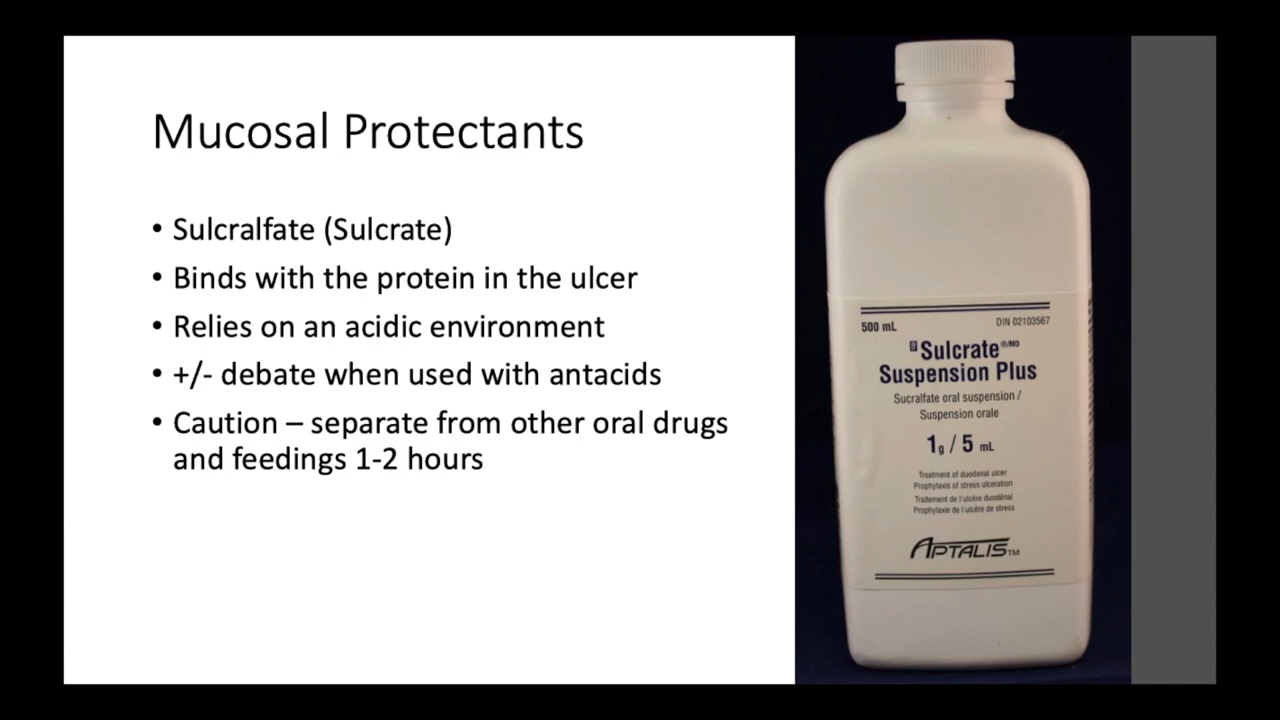 Mucosal Protectants
• Sulcralfate (Sulcrate)
• Binds with the protein in the ulcer
• Relies on an acidic environment
• +/- debate when used with antacids
• Caution – separate from other oral drugs
and feedings 1-2 hours
500 mL
DIN 02103567
Sulcrate®/MD
Suspension Plus
Sucralfate oral suspension /
Suspension orale
1g / 5 mL
Treatment of duodenal ulcer
Prophylaxis of stress ulceration
Traitement de l'ulcère duodénal
Prophylaxie de l'ulcère de stress
APTALIS™